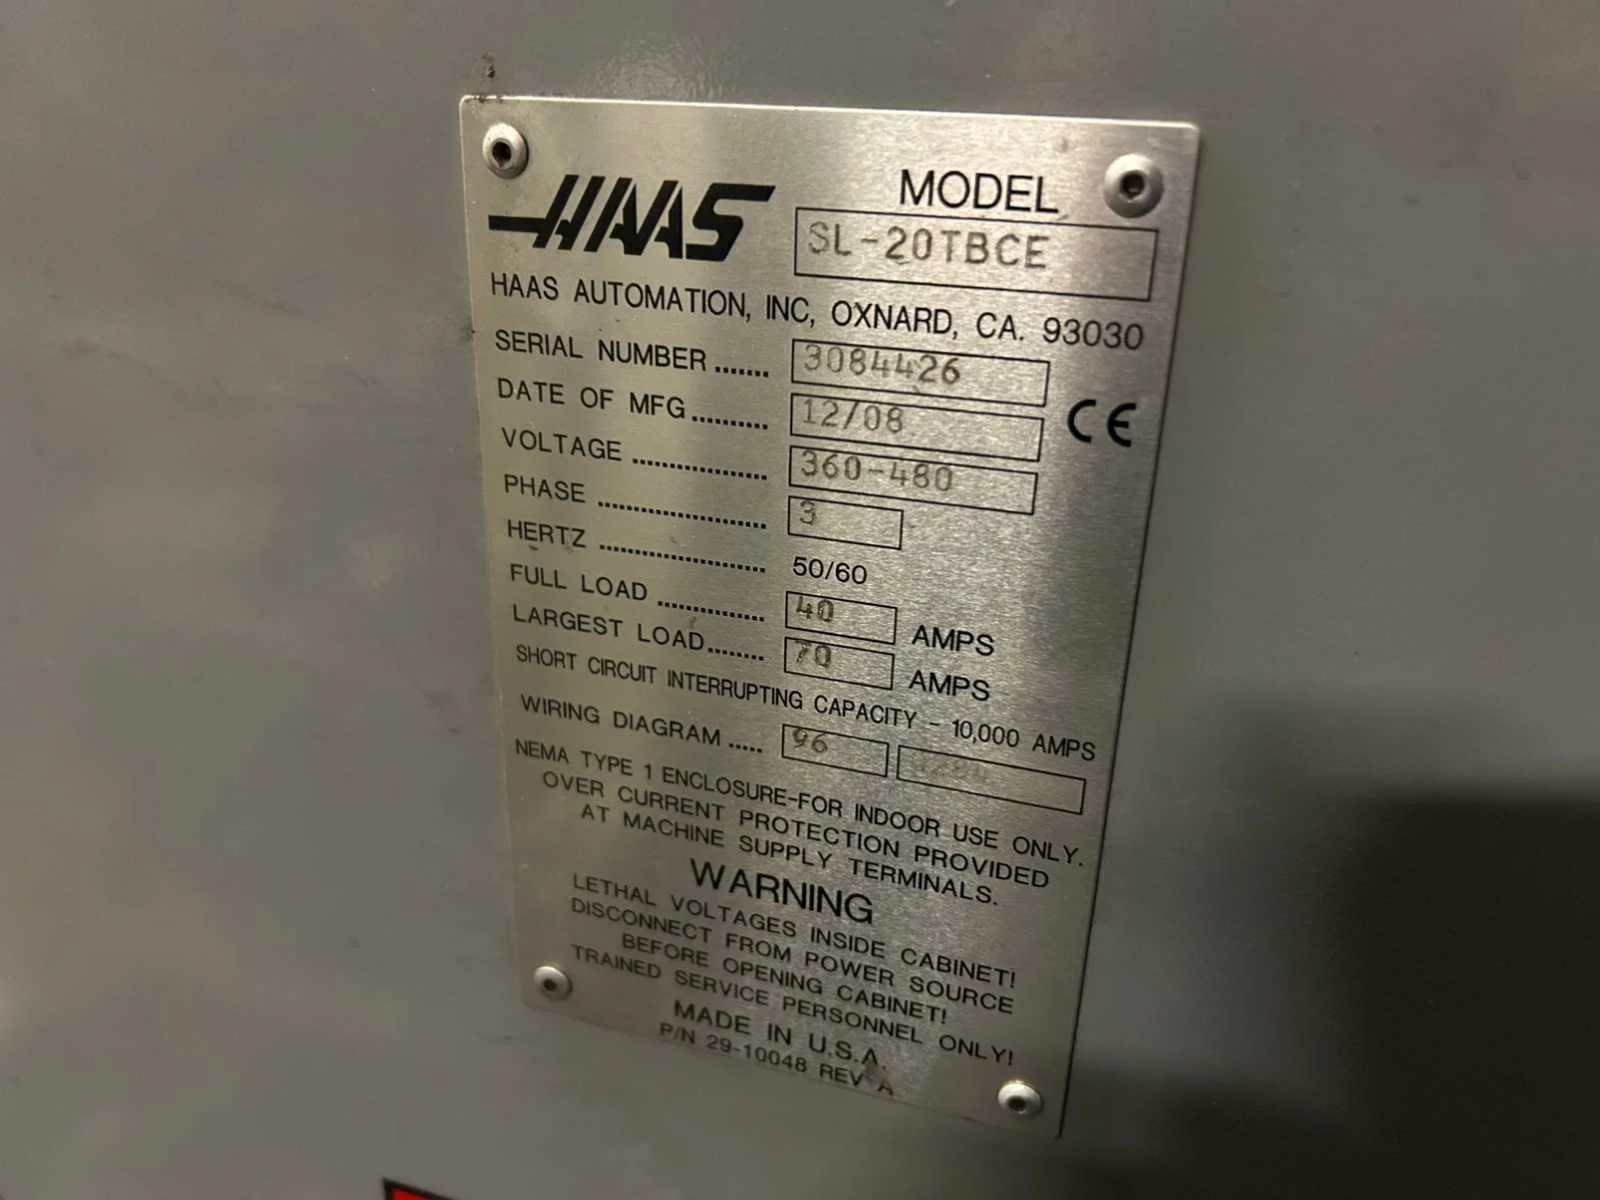 HAAS
MODEL
SL-20TBCE
HAAS AUTOMATION, INC, OXNARD, CA. 93030
SERIAL NUMBER ....... 3084426
DATE OF MFG .......... 12/08
CE
VOLTAGE ................. 360-480
PHASE ..................... 3
HERTZ ..................... 50/60
FULL LOAD .............. 40 AMPS
LARGEST LOAD........ 70 AMPS
SHORT CIRCUIT INTERRUPTING CAPACITY - 10,000 AMPS
WIRING DIAGRAM ..... 96
NEMA TYPE 1 ENCLOSURE-FOR INDOOR USE ONLY.
OVER CURRENT PROTECTION PROVIDED
AT MACHINE SUPPLY TERMINALS.
WARNING
LETHAL VOLTAGES INSIDE CABINET!
DISCONNECT FROM POWER SOURCE
BEFORE OPENING CABINET!
TRAINED SERVICE PERSONNEL ONLY!
MADE IN U.S.A.
P/N 29-10048 REV A